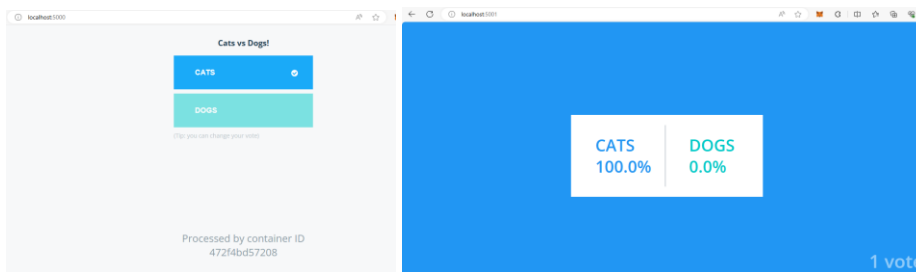 localhost:5000
Cats vs Dogs!
CATS
DOGS
(Tip: you can change your vote)
Processed by container ID
472f4bd57208
localhost:5001
CATS
100.0%
DOGS
0.0%
1 vote